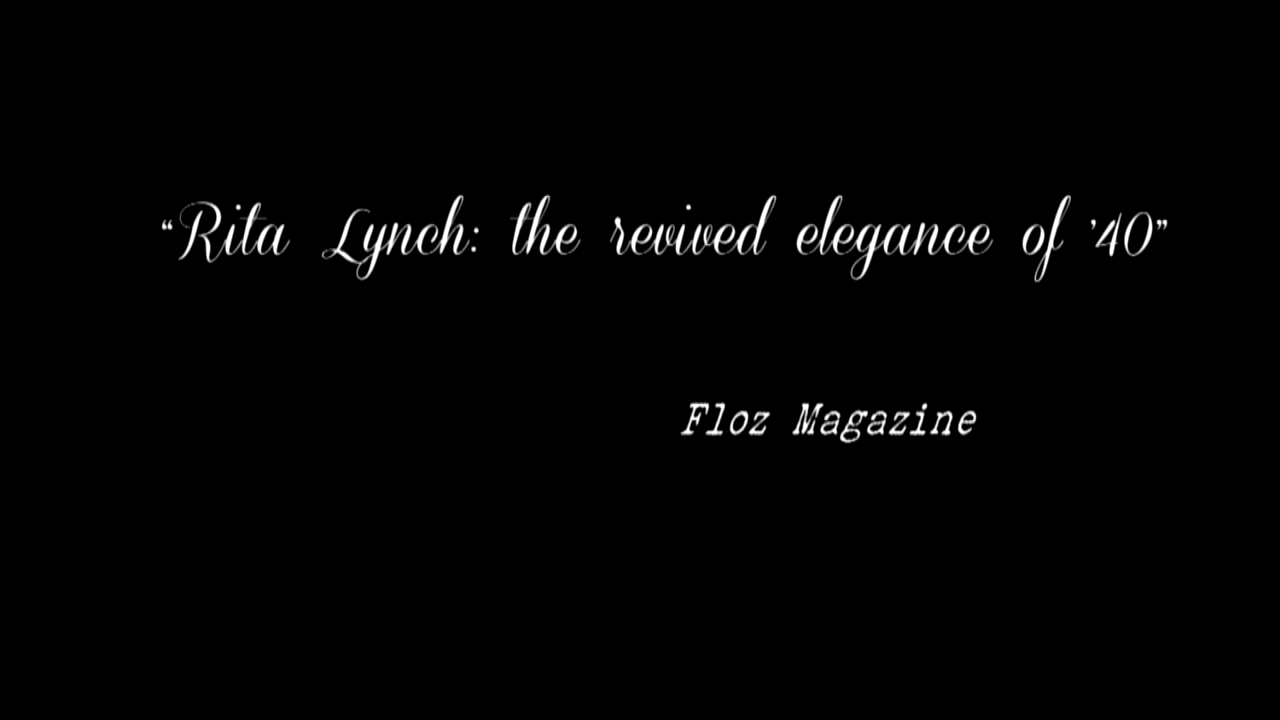 “Rita Lynch: the revived elegance of ’40”
Floz Magazine